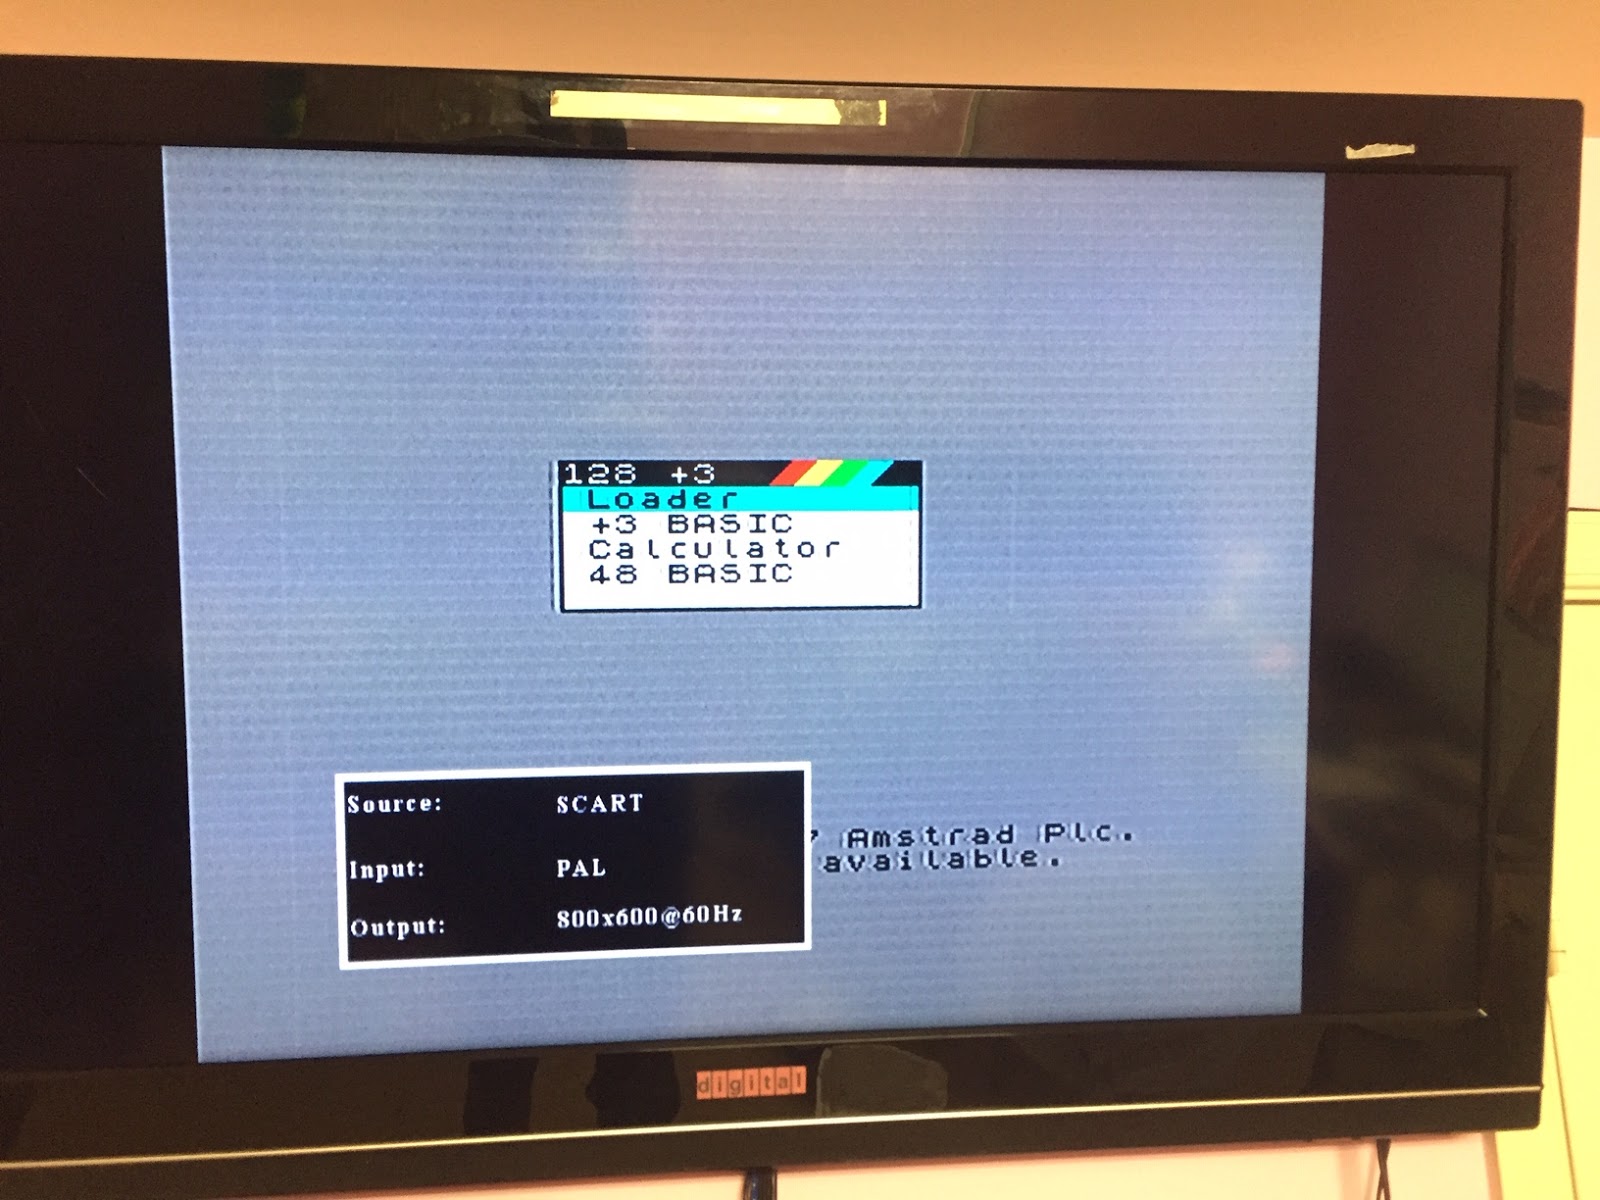 128 +3
Loader
+3 BASIC
Calculator
48 BASIC
Source: SCART
Input: PAL
Output: 800x600@60Hz
Amstrad Plc.
available.
digital